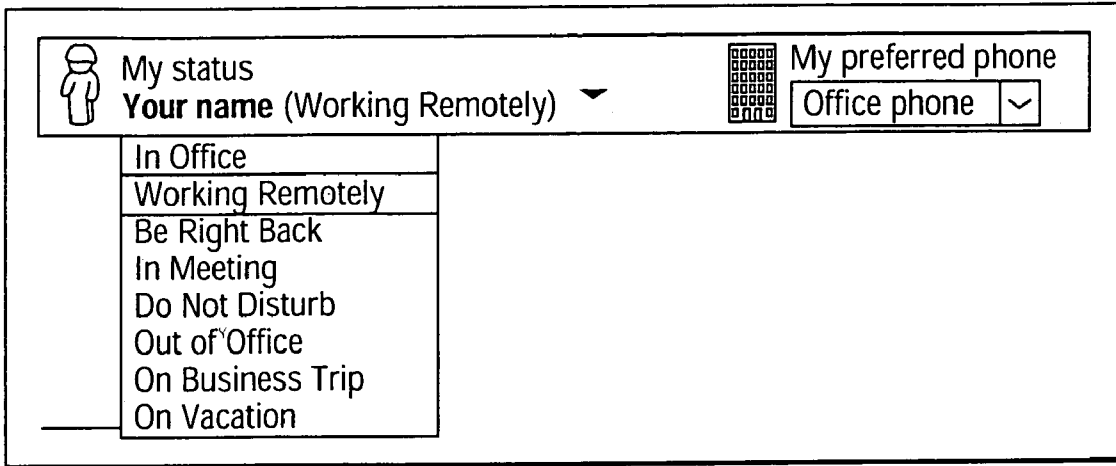 My status
Your name (Working Remotely)
My preferred phone
Office phone
In Office
Working Remotely
Be Right Back
In Meeting
Do Not Disturb
Out of Office
On Business Trip
On Vacation